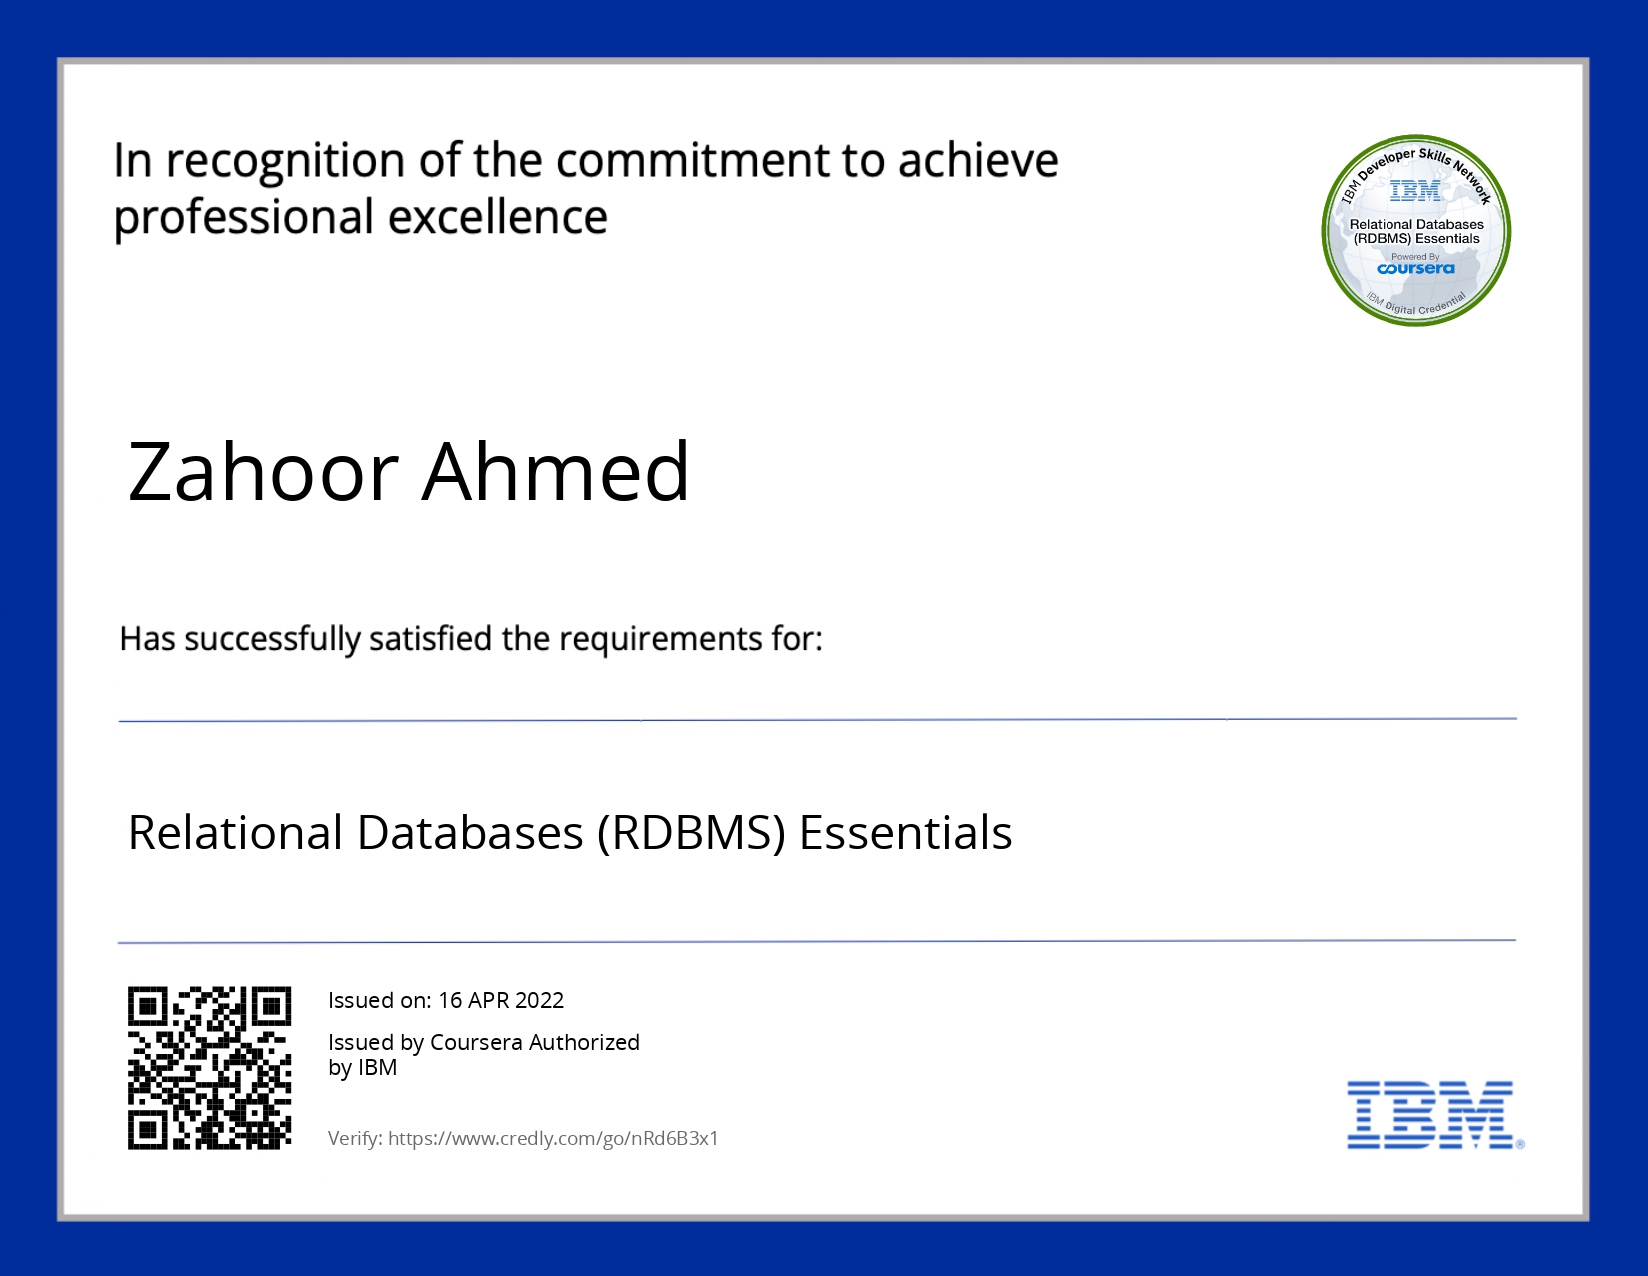 In recognition of the commitment to achieve
professional excellence
IBM Developer Skills Network
IBM
Relational Databases
(RDBMS) Essentials
Powered By
coursera
IBM Digital Credential
Zahoor Ahmed
Has successfully satisfied the requirements for:
Relational Databases (RDBMS) Essentials
Issued on: 16 APR 2022
Issued by Coursera Authorized
by IBM
Verify: https://www.credly.com/go/nRd6B3x1
IBM®